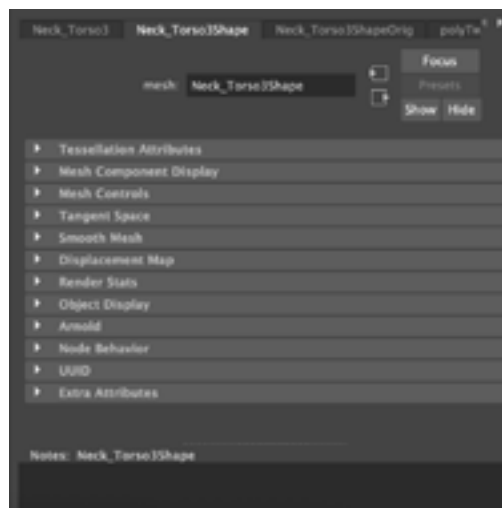 Neck_Torso3 Neck_Torso3Shape Neck_Torso3ShapeOrig polyTw
Focus
mesh: Neck_Torso3Shape
Presets
Show Hide
Tessellation Attributes
Mesh Component Display
Mesh Controls
Tangent Space
Smooth Mesh
Displacement Map
Render Stats
Object Display
Arnold
Node Behavior
UUID
Extra Attributes
Notes: Neck_Torso3Shape